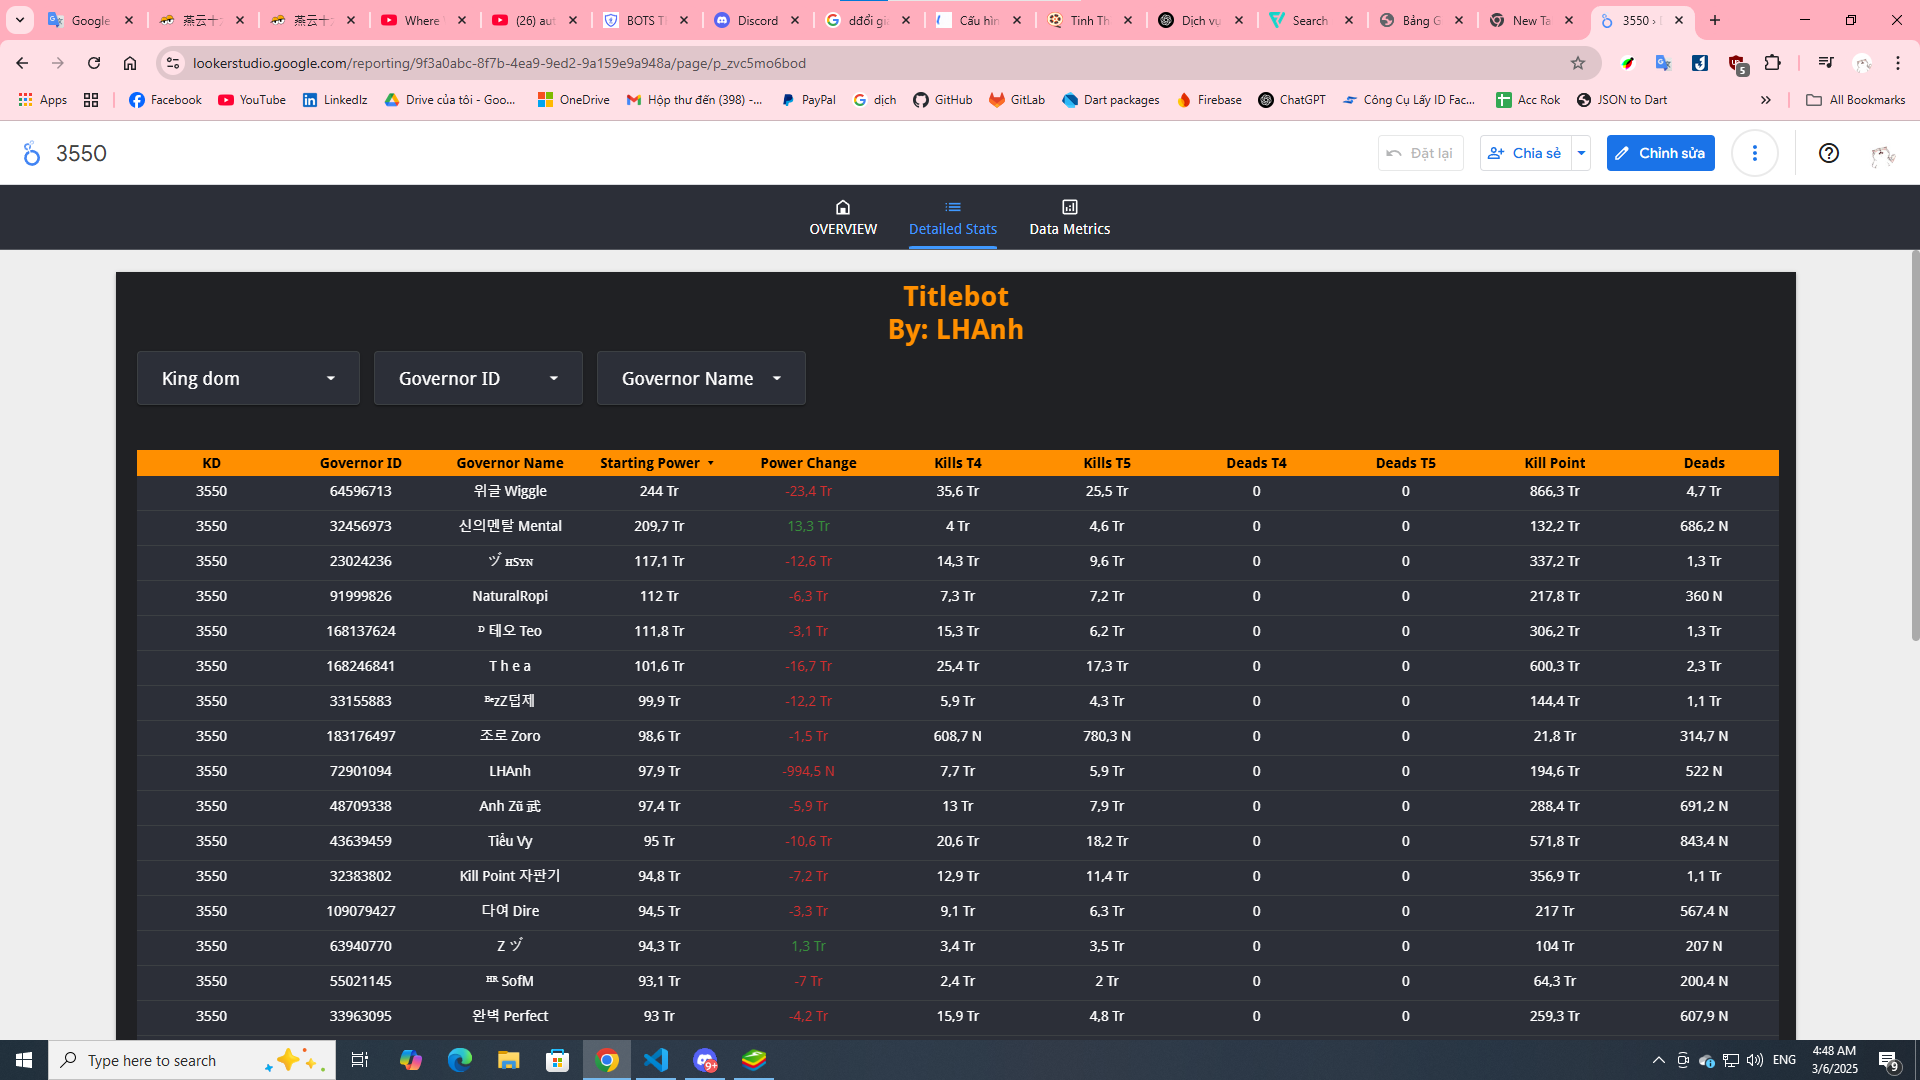 Google
燕云十
燕云十
Where
(26) aut
BOTS T
Discord
dđổi gi
Cấu hìn
Tinh Th
Dịch vụ
Search
Bảng G
New Ta
3550 ›
lookerstudio.google.com/reporting/9f3a0abc-8f7b-4ea9-9ed2-9a159e9a948a/page/p_zvc5mo6bod
5
Apps
Facebook
YouTube
LinkedIz
Drive của tôi - Goo...
OneDrive
Hộp thư đến (398) -...
PayPal
dịch
GitHub
GitLab
Dart packages
Firebase
ChatGPT
Công Cụ Lấy ID Fac...
Acc Rok
JSON to Dart
»
All Bookmarks
3550
Đặt lại
Chia sẻ
Chỉnh sửa
OVERVIEW
Detailed Stats
Data Metrics
Titlebot
By: LHAnh
King dom
Governor ID
Governor Name
KD Governor ID Governor Name Starting Power Power Change Kills T4 Kills T5 Deads T4 Deads T5 Kill Point Deads
3550 64596713 위글 Wiggle 244 Tr -23,4 Tr 35,6 Tr 25,5 Tr 0 0 866,3 Tr 4,7 Tr
3550 32456973 신의멘탈 Mental 209,7 Tr 13,3 Tr 4 Tr 4,6 Tr 0 0 132,2 Tr 686,2 N
3550 23024236 ヅ ʜꜱʏɴ 117,1 Tr -12,6 Tr 14,3 Tr 9,6 Tr 0 0 337,2 Tr 1,3 Tr
3550 91999826 NaturalRopi 112 Tr -6,3 Tr 7,3 Tr 7,2 Tr 0 0 217,8 Tr 360 N
3550 168137624 ᴰ 테오 Teo 111,8 Tr -3,1 Tr 15,3 Tr 6,2 Tr 0 0 306,2 Tr 1,3 Tr
3550 168246841 T h e a 101,6 Tr -16,7 Tr 25,4 Tr 17,3 Tr 0 0 600,3 Tr 2,3 Tr
3550 33155883 ᴮᵉzZ덥제 99,9 Tr -12,2 Tr 5,9 Tr 4,3 Tr 0 0 144,4 Tr 1,1 Tr
3550 183176497 조로 Zoro 98,6 Tr -1,5 Tr 608,7 N 780,3 N 0 0 21,8 Tr 314,7 N
3550 72901094 LHAnh 97,9 Tr -994,5 N 7,7 Tr 5,9 Tr 0 0 194,6 Tr 522 N
3550 48709338 Anh Zũ 武 97,4 Tr -5,9 Tr 13 Tr 7,9 Tr 0 0 288,4 Tr 691,2 N
3550 43639459 Tiểu Vy 95 Tr -10,6 Tr 20,6 Tr 18,2 Tr 0 0 571,8 Tr 843,4 N
3550 32383802 Kill Point 자판기 94,8 Tr -7,2 Tr 12,9 Tr 11,4 Tr 0 0 356,9 Tr 1,1 Tr
3550 109079427 다여 Dire 94,5 Tr -3,3 Tr 9,1 Tr 6,3 Tr 0 0 217 Tr 567,4 N
3550 63940770 Z ヅ 94,3 Tr 1,3 Tr 3,4 Tr 3,5 Tr 0 0 104 Tr 207 N
3550 55021145 ᴴᴿ SofM 93,1 Tr -7 Tr 2,4 Tr 2 Tr 0 0 64,3 Tr 200,4 N
3550 33963095 완벽 Perfect 93 Tr -4,2 Tr 15,9 Tr 4,8 Tr 0 0 259,3 Tr 607,9 N
Type here to search
9+
ENG
4:48 AM
3/6/2025
9